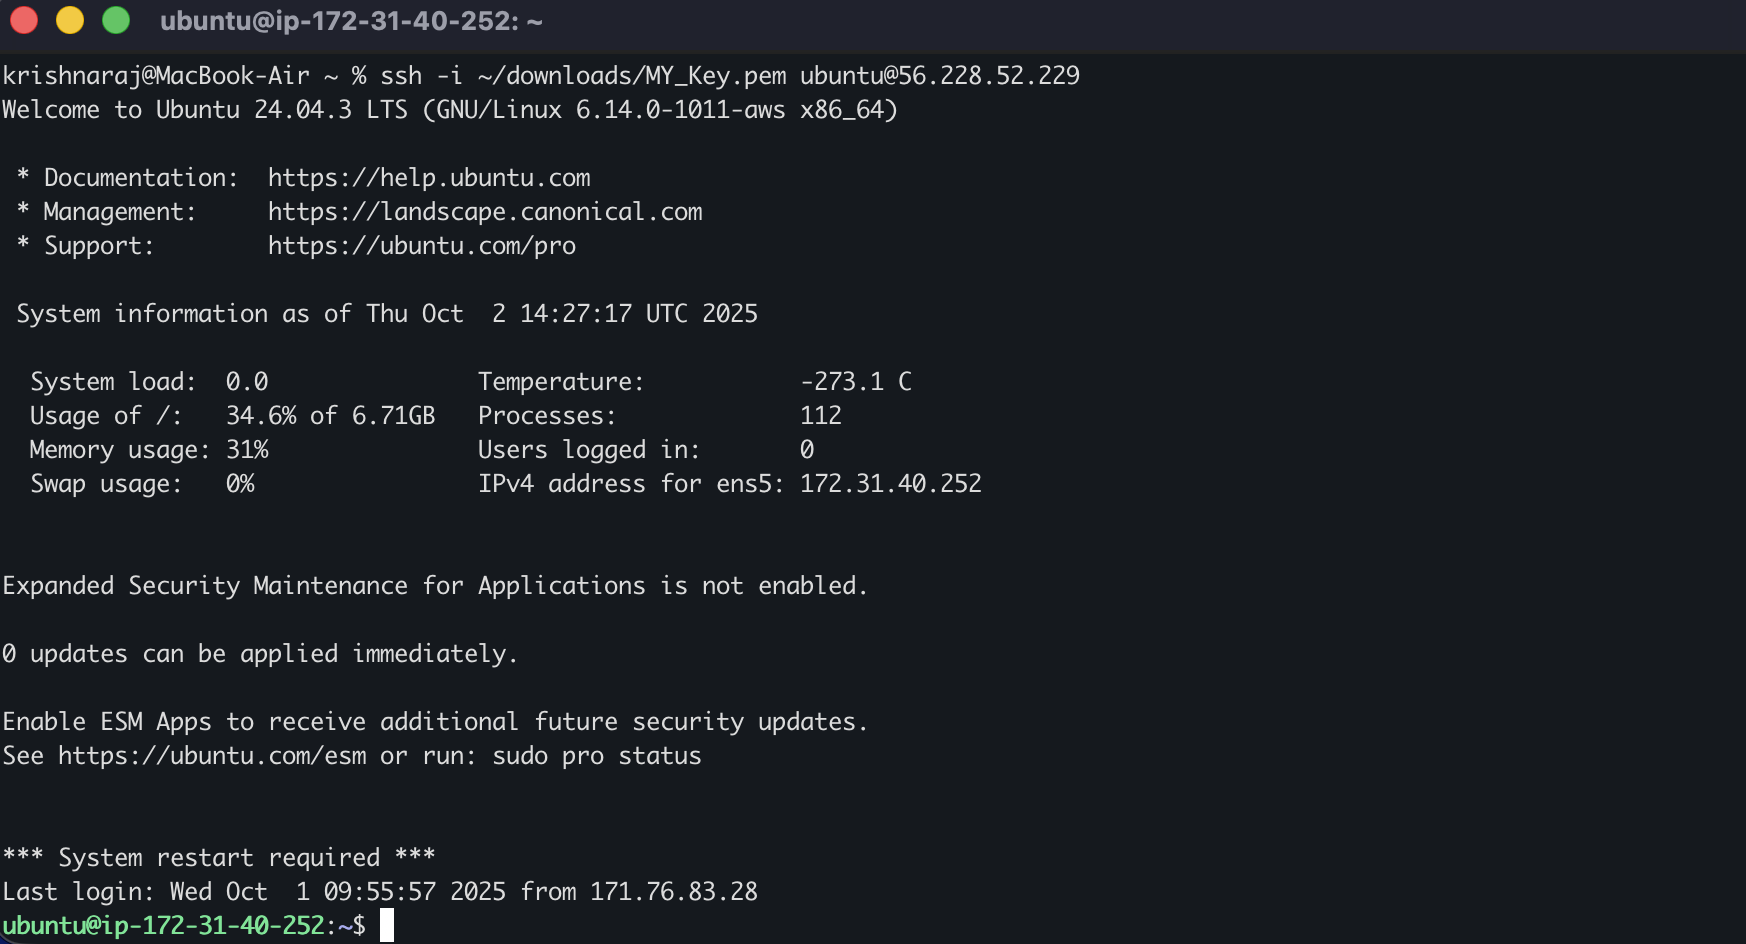 ubuntu@ip-172-31-40-252: ~
krishnaraj@MacBook-Air ~ % ssh -i ~/downloads/MY_Key.pem ubuntu@56.228.52.229
Welcome to Ubuntu 24.04.3 LTS (GNU/Linux 6.14.0-1011-aws x86_64)

 * Documentation:  https://help.ubuntu.com
 * Management:     https://landscape.canonical.com
 * Support:        https://ubuntu.com/pro

 System information as of Thu Oct  2 14:27:17 UTC 2025

  System load:  0.0               Temperature:           -273.1 C
  Usage of /:   34.6% of 6.71GB   Processes:             112
  Memory usage: 31%               Users logged in:       0
  Swap usage:   0%                IPv4 address for ens5: 172.31.40.252


Expanded Security Maintenance for Applications is not enabled.

0 updates can be applied immediately.

Enable ESM Apps to receive additional future security updates.
See https://ubuntu.com/esm or run: sudo pro status


*** System restart required ***
Last login: Wed Oct  1 09:55:57 2025 from 171.76.83.28
ubuntu@ip-172-31-40-252:~$